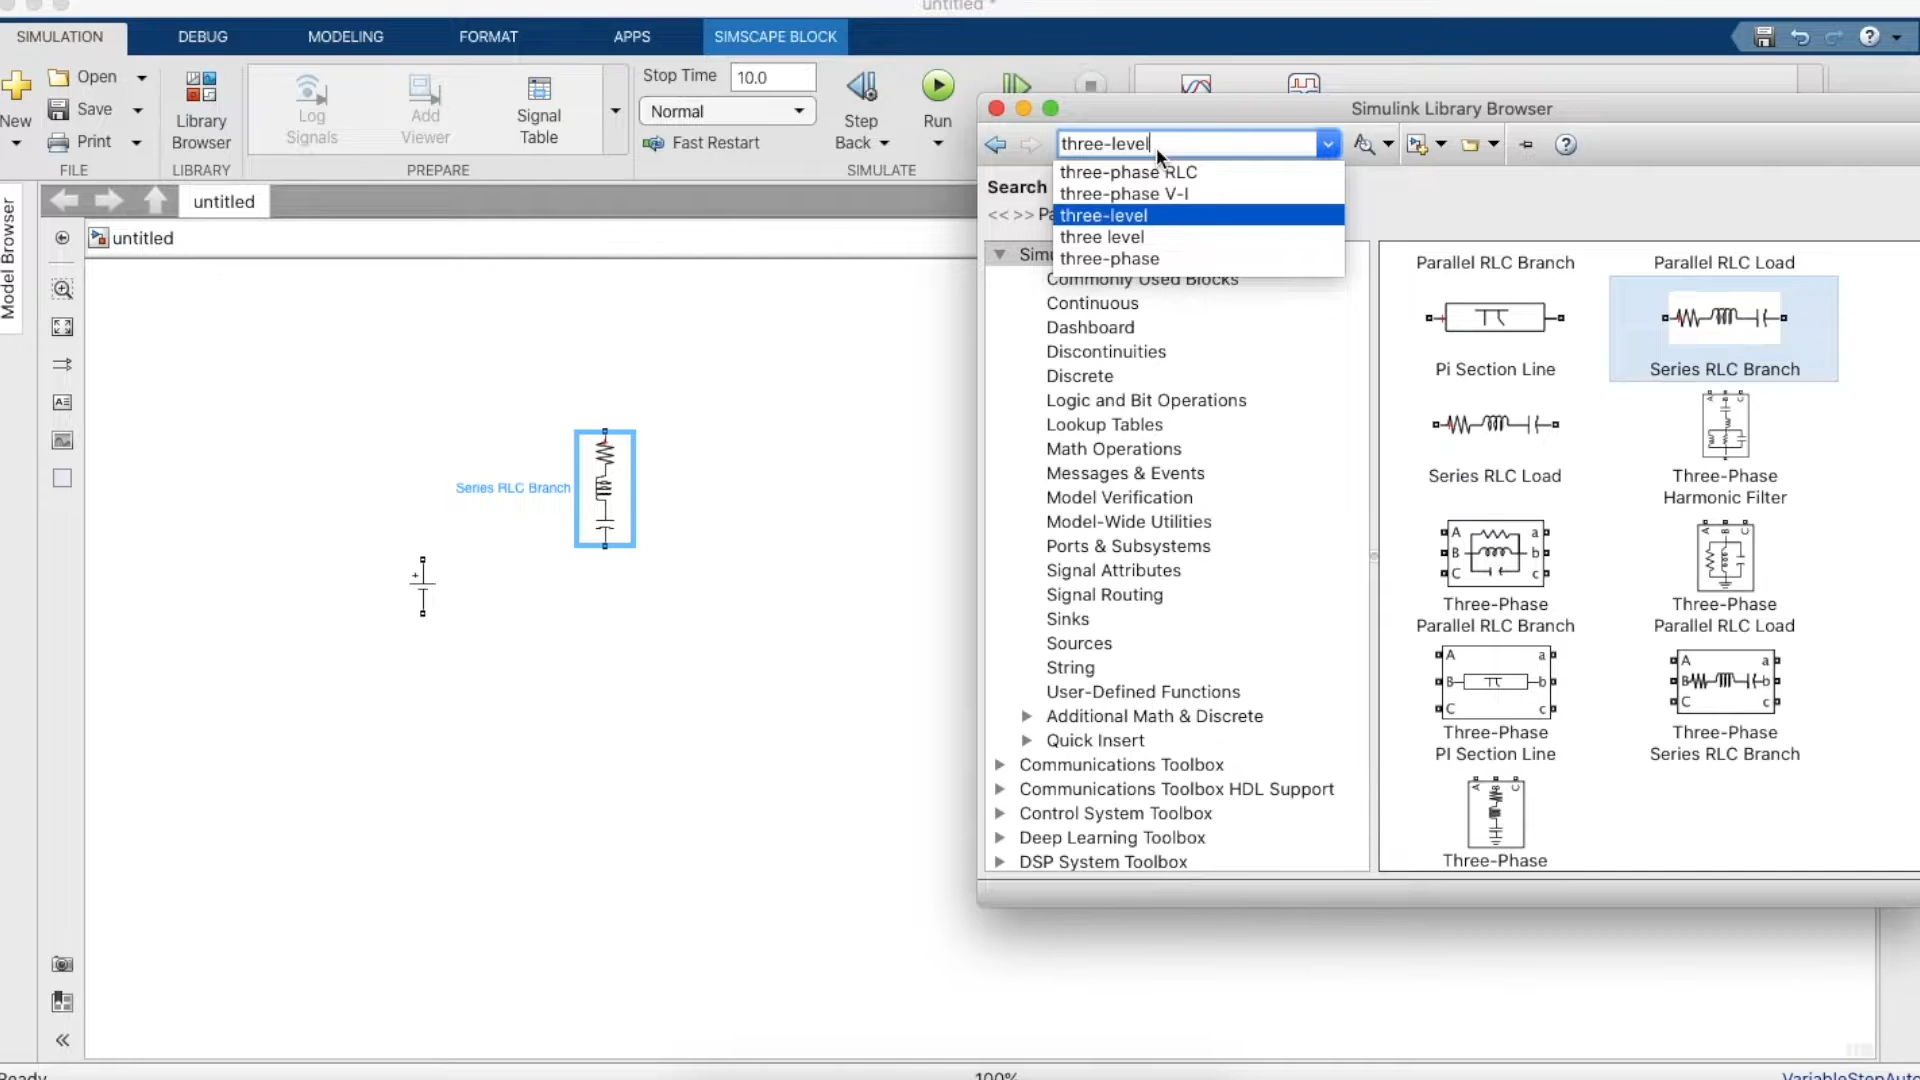 untitled *
SIMULATION DEBUG MODELING FORMAT APPS SIMSCAPE BLOCK
New
Open
Save
Print
FILE
Library
Browser
LIBRARY
Log
Signals
Add
Viewer
Signal
Table
PREPARE
Stop Time 10.0
Normal
Fast Restart
Step
Back
Run
SIMULATE
untitled
Model Browser
untitled
Series RLC Branch
+
Simulink Library Browser
three-level
three-phase RLC
three-phase V-I
three-level
three level
three-phase
Search
<< >>
Commonly Used Blocks
Continuous
Dashboard
Discontinuities
Discrete
Logic and Bit Operations
Lookup Tables
Math Operations
Messages & Events
Model Verification
Model-Wide Utilities
Ports & Subsystems
Signal Attributes
Signal Routing
Sinks
Sources
String
User-Defined Functions
Additional Math & Discrete
Quick Insert
Communications Toolbox
Communications Toolbox HDL Support
Control System Toolbox
Deep Learning Toolbox
DSP System Toolbox
Parallel RLC Branch
Parallel RLC Load
Pi Section Line
Series RLC Branch
Series RLC Load
A B C
Three-Phase
Harmonic Filter
A a
B b
C c
Three-Phase
Parallel RLC Branch
A B C
Three-Phase
Parallel RLC Load
A a
B b
C c
Three-Phase
PI Section Line
A a
B b
C c
Three-Phase
Series RLC Branch
A B C
Three-Phase
Ready
100%
VariableStepAuto